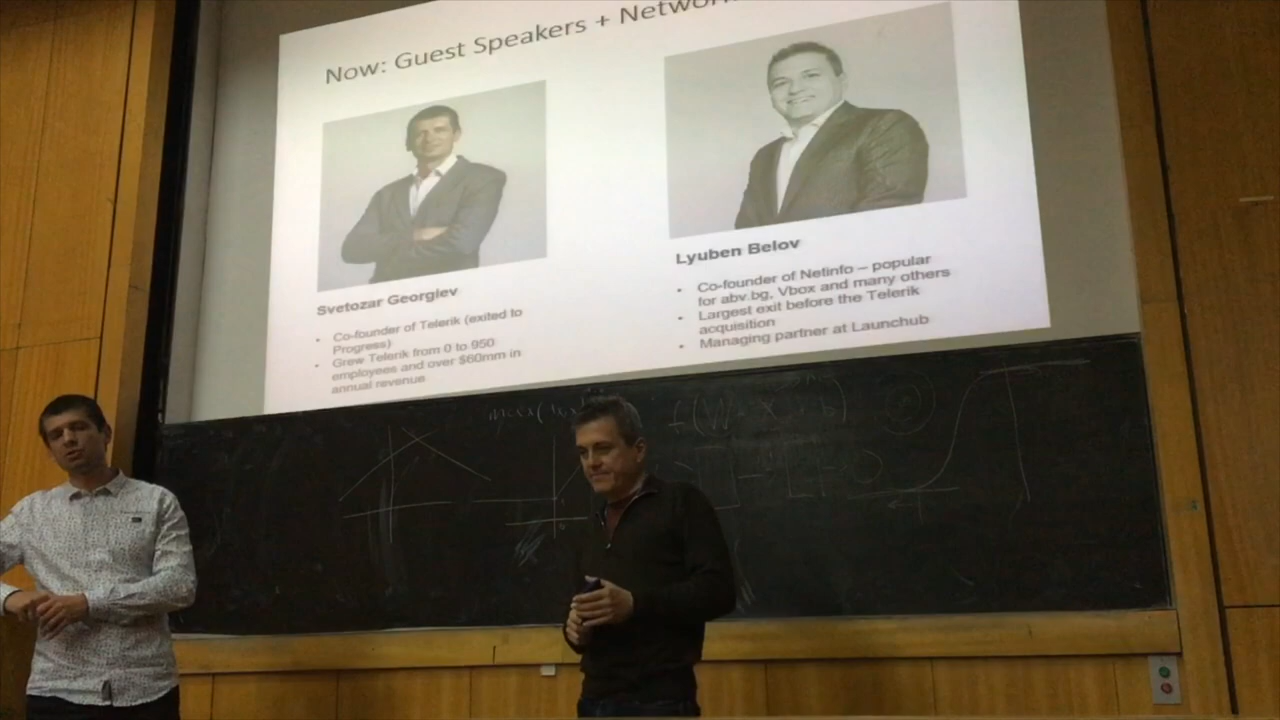 Now: Guest Speakers +
Svetozar Georgiev
• Co-founder of Telerik (exited to
Progress)
• Grew Telerik from 0 to 950
employees and over $60mm in
annual revenue
Lyuben Belov
• Co-founder of Netinfo – popular
for abv.bg, Vbox and many others
• Largest exit before the Telerik
acquisition
• Managing partner at Launchub